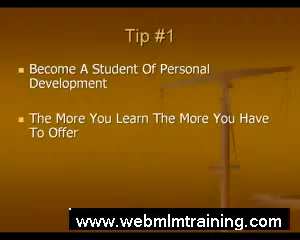 Tip #1
Become A Student Of Personal
Development
The More You Learn The More You Have
To Offer
www.webmlmtraining.com